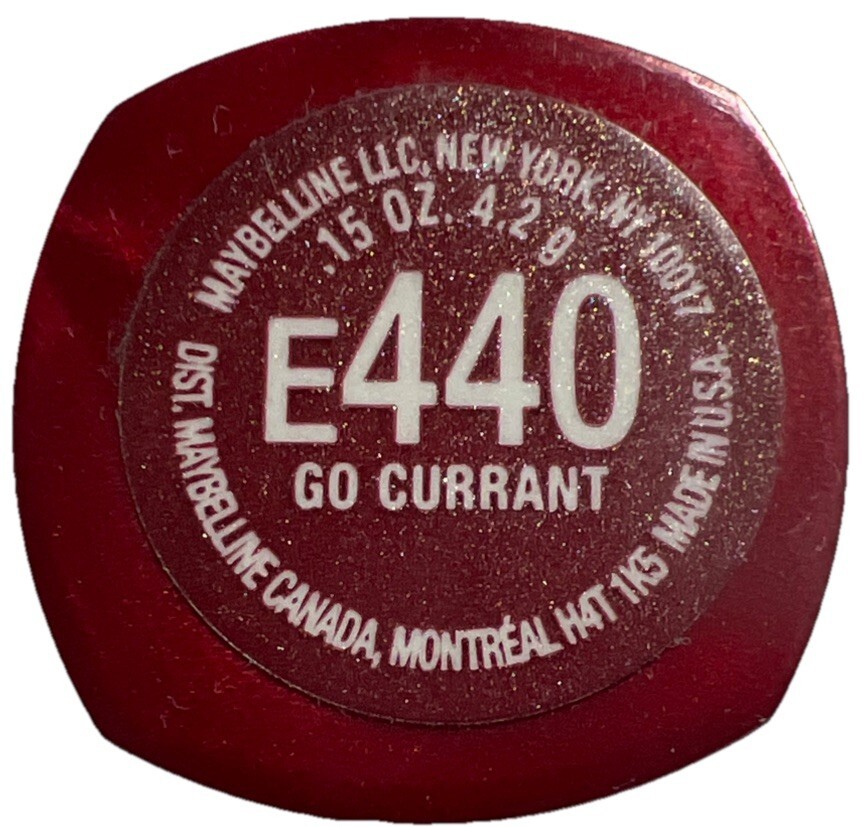 MAYBELLINE LLC, NEW YORK, NY 10017
.15 OZ. 4.2 g
E440
GO CURRANT
DIST. MAYBELLINE CANADA, MONTRÉAL H4T 1K5 MADE IN U.S.A.